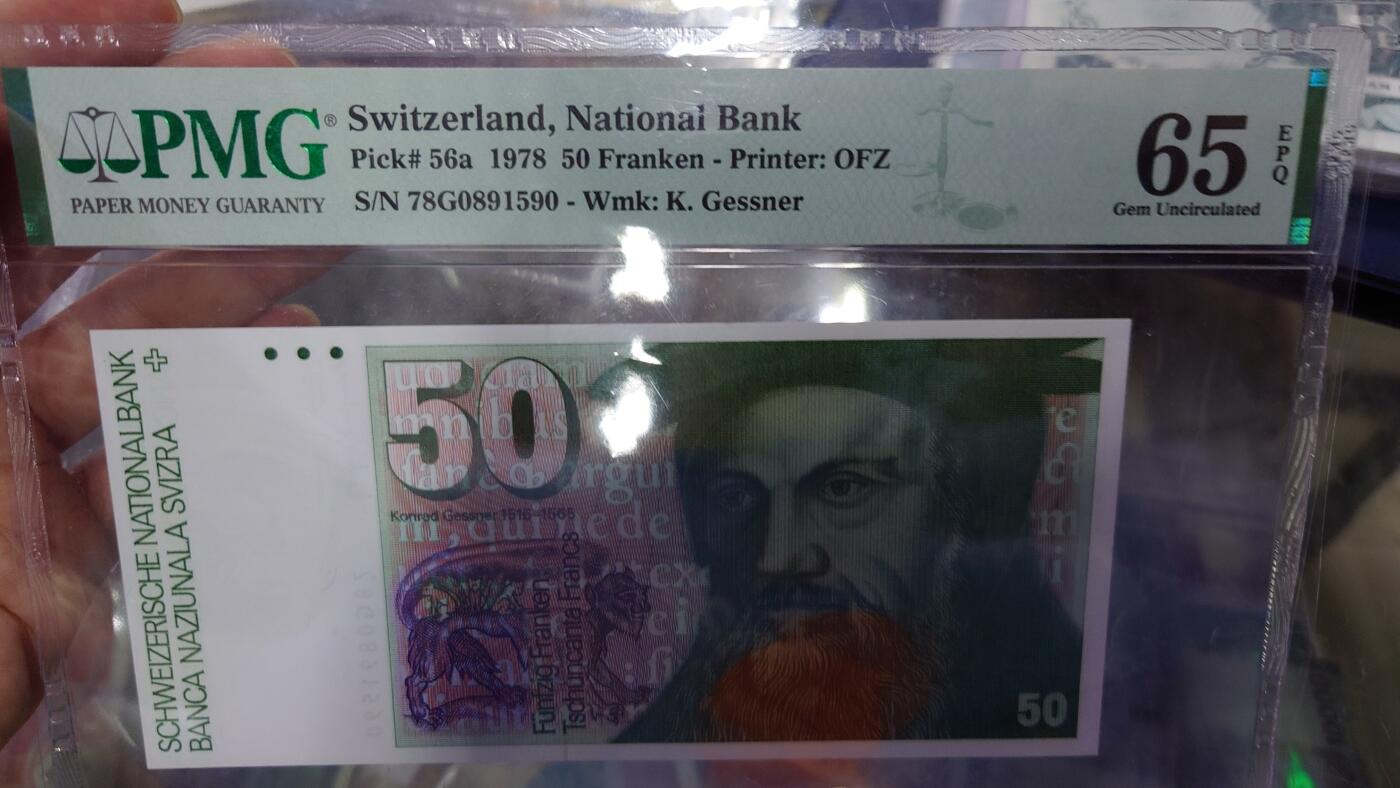 PMG®
PAPER MONEY GUARANTY
Switzerland, National Bank
Pick# 56a 1978 50 Franken - Printer: OFZ
S/N 78G0891590 - Wmk: K. Gessner
65
EPQ
Gem Uncirculated
SCHWEIZERISCHE NATIONALBANK
BANCA NAZIUNALA SVIZRA
50
Konrad Gessner 1516-1565
Fünfzig Franken
Tschuncanta Francs
50